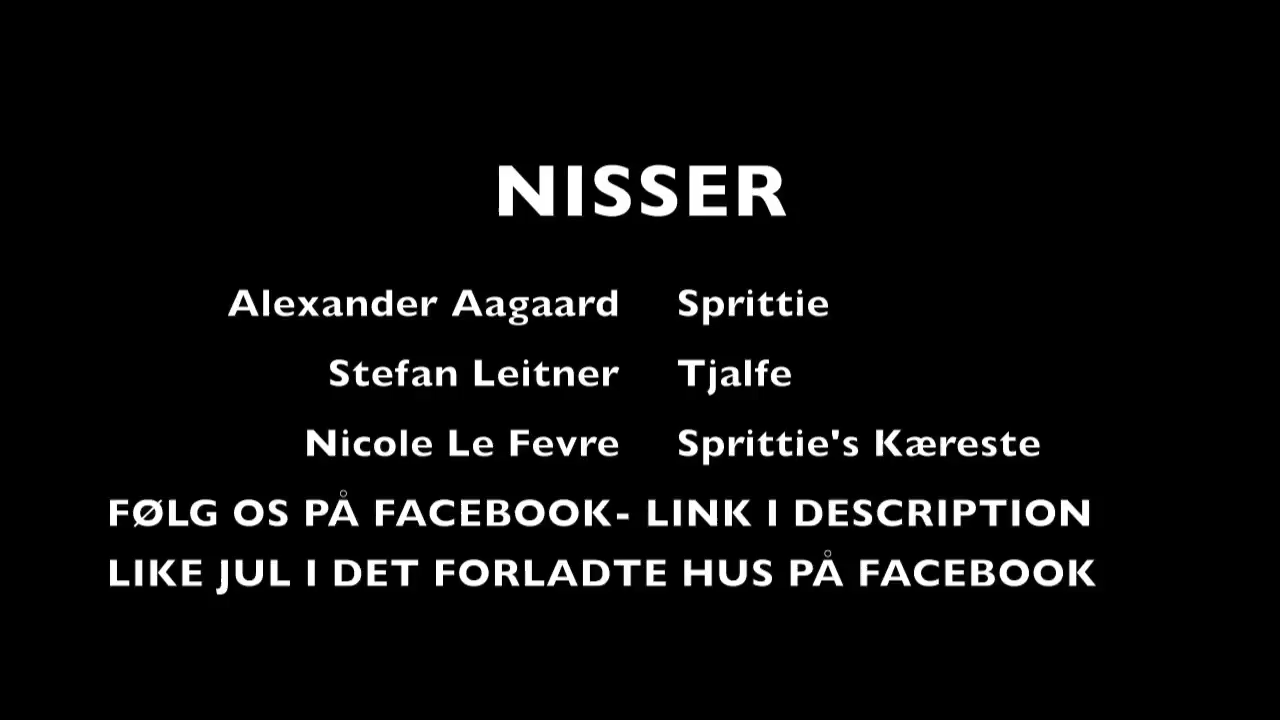 NISSER
Alexander Aagaard Sprittie
Stefan Leitner Tjalfe
Nicole Le Fevre Sprittie's Kæreste
FØLG OS PÅ FACEBOOK- LINK I DESCRIPTION
LIKE JUL I DET FORLADTE HUS PÅ FACEBOOK